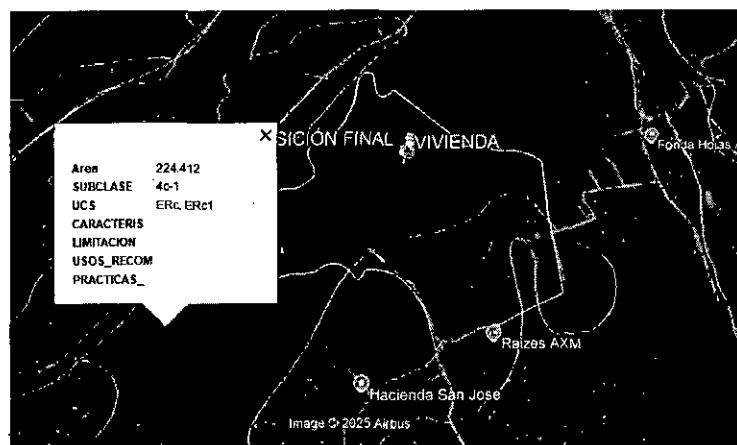 SICIÓN FINAL VIVIENDA
Fonda Hojas A
Area 224.412
SUBCLASE 4c-1
UCS ERc, ERc1
CARACTERIS
LIMITACION
USOS_RECOM
PRACTICAS_
Raizes AXM
Hacienda San Jose
Image © 2025 Airbus